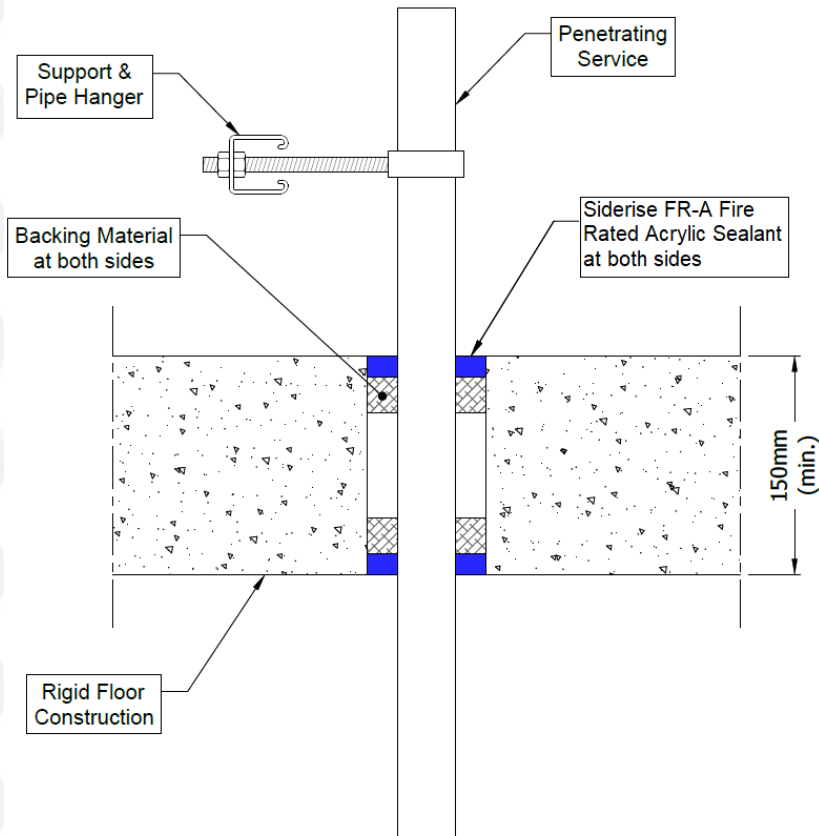 Penetrating
Service
Support &
Pipe Hanger
Siderise FR-A Fire
Rated Acrylic Sealant
at both sides
Backing Material
at both sides
150mm
(min.)
Rigid Floor
Construction